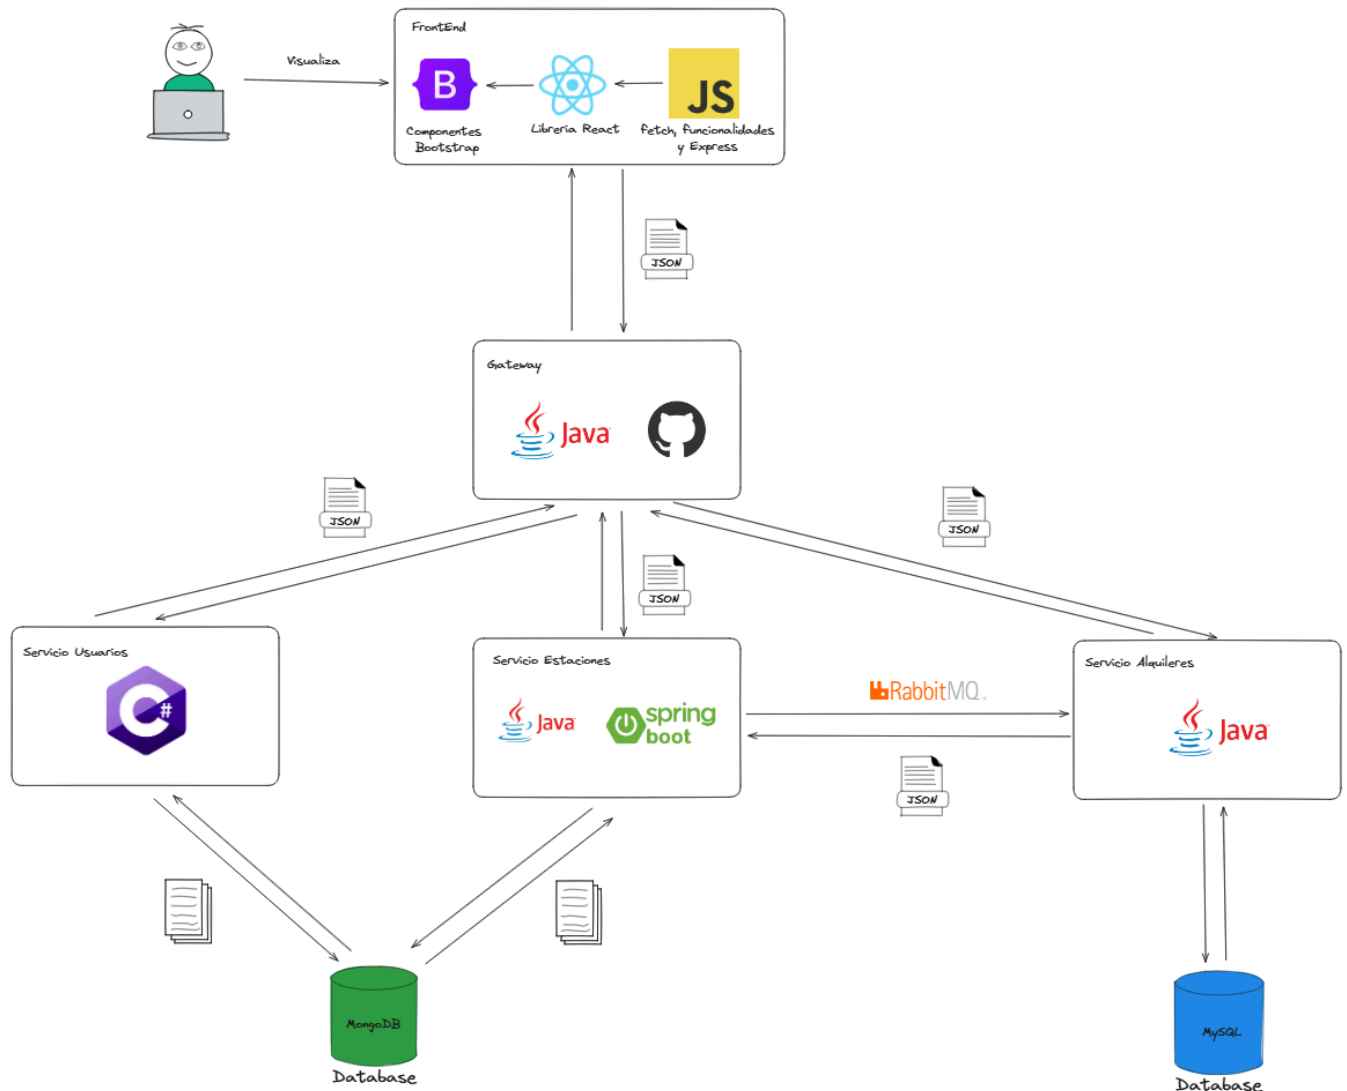 FrontEnd
Visualiza
B
JS
Componentes
Bootstrap
Libreria React
fetch, funcionalidades
y Express
JSON
Gateway
Java
JSON
JSON
JSON
Servicio Usuarios
C#
Servicio Estaciones
Java
spring
boot
RabbitMQ
JSON
Servicio Alquileres
Java
MongoDB
Database
MySQL
Database